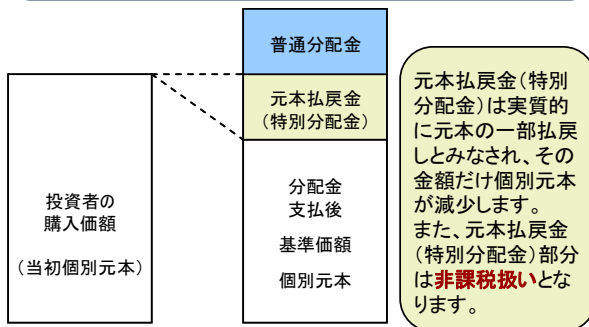 普通分配金
元本払戻金
(特別分配金)
投資者の
購入価額
(当初個別元本)
分配金
支払後
基準価額
個別元本
元本払戻金(特別
分配金)は実質的
に元本の一部払戻
しとみなされ、その
金額だけ個別元本
が減少します。
また、元本払戻金
(特別分配金)部分
は非課税扱いとな
ります。